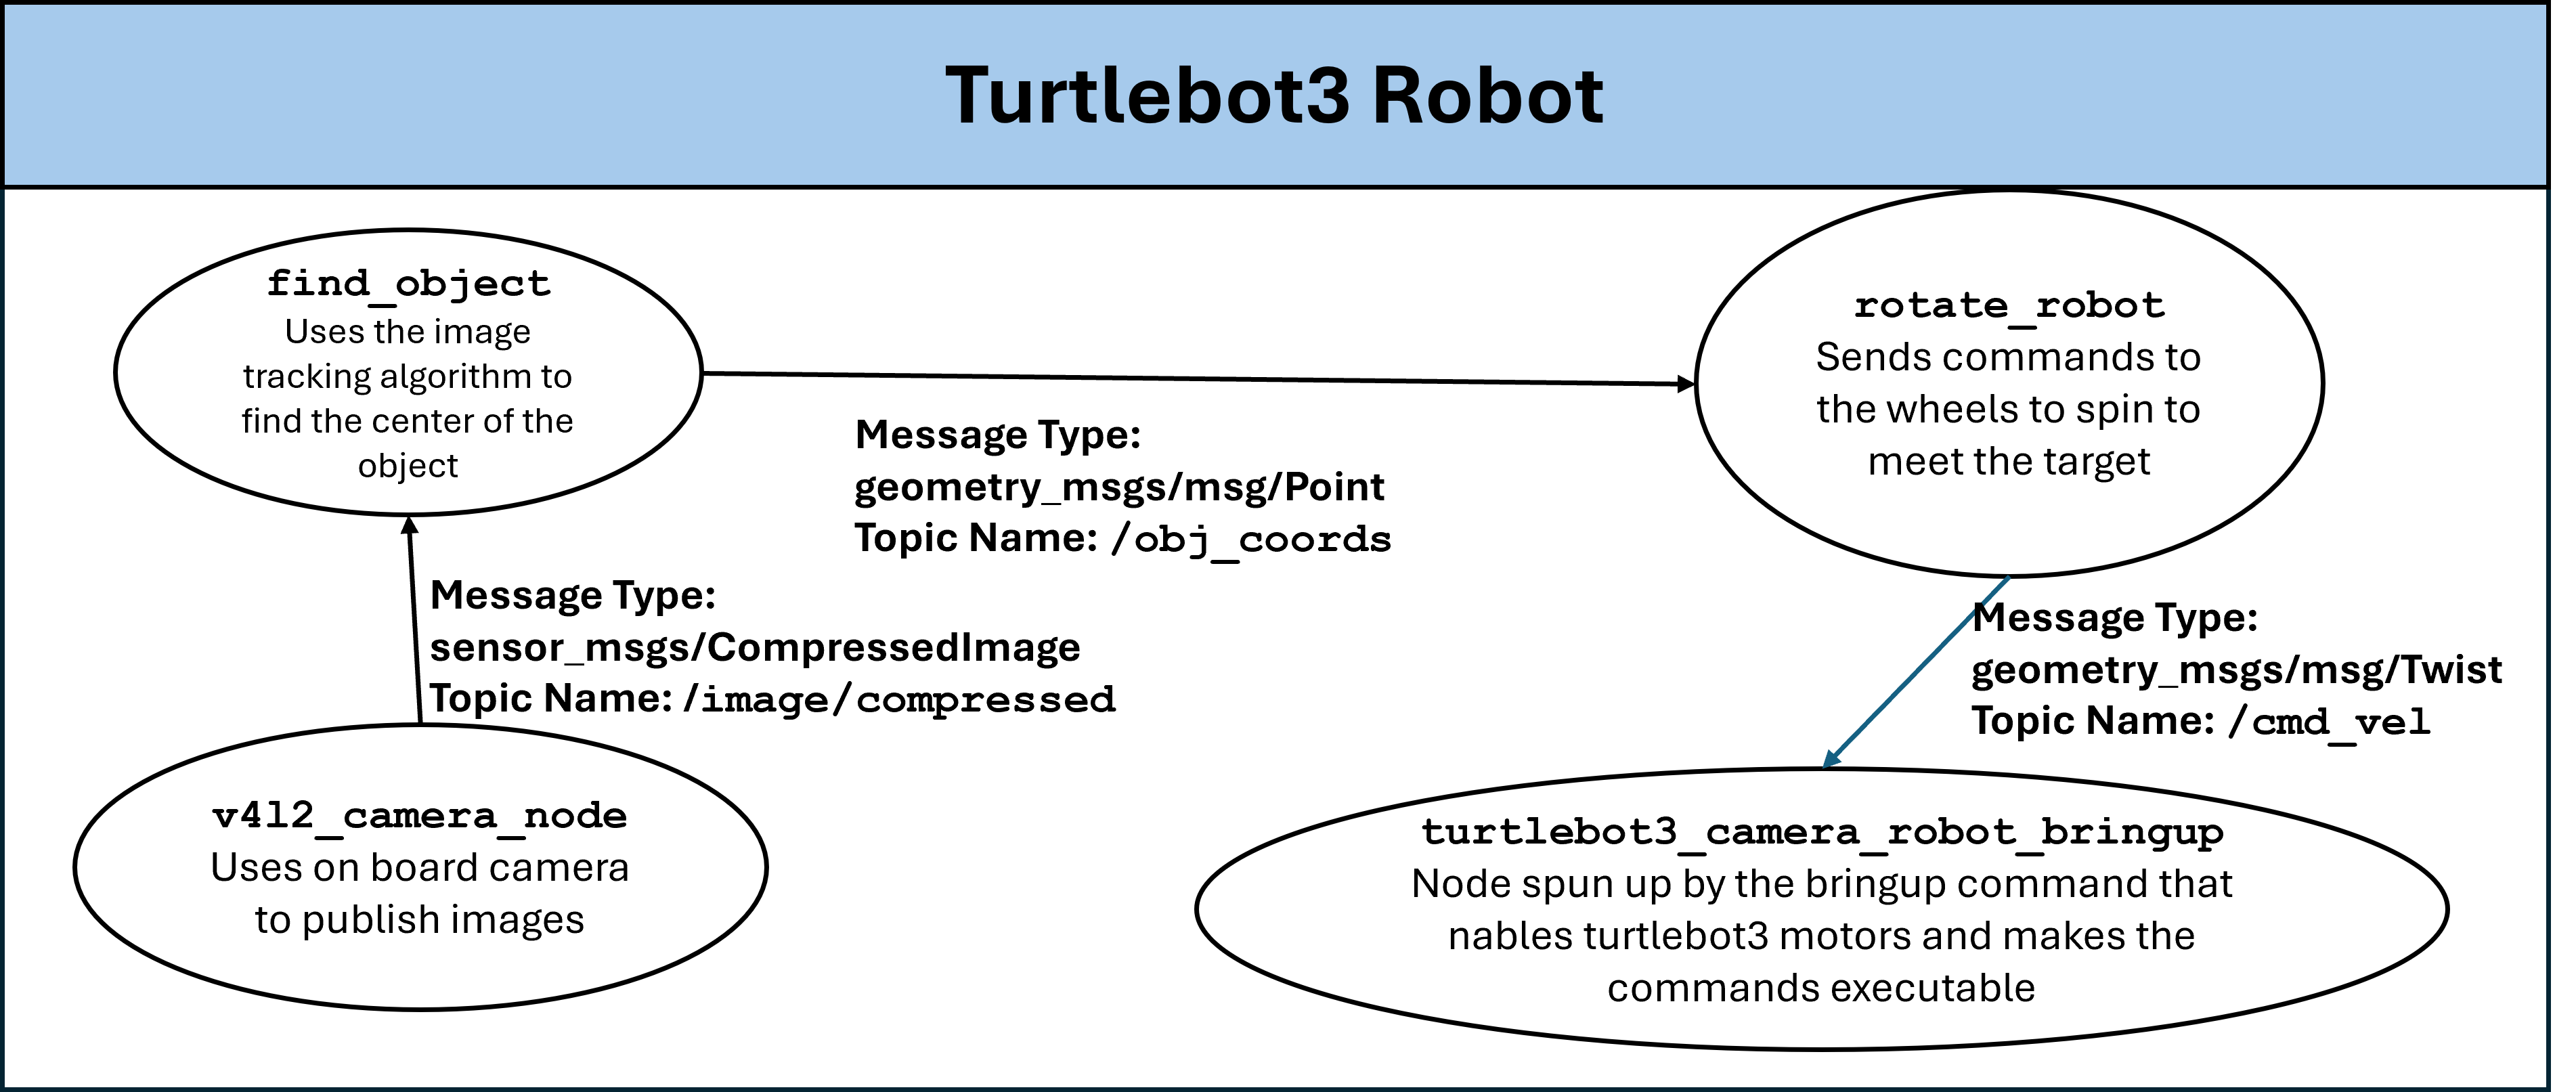 Turtlebot3 Robot
find_object
Uses the image
tracking algorithm to
find the center of the
object
Message Type:
geometry_msgs/msg/Point
Topic Name: /obj_coords
rotate_robot
Sends commands to
the wheels to spin to
meet the target
Message Type:
sensor_msgs/CompressedImage
Topic Name: /image/compressed
Message Type:
geometry_msgs/msg/Twist
Topic Name: /cmd_vel
v4l2_camera_node
Uses on board camera
to publish images
turtlebot3_camera_robot_bringup
Node spun up by the bringup command that
nables turtlebot3 motors and makes the
commands executable